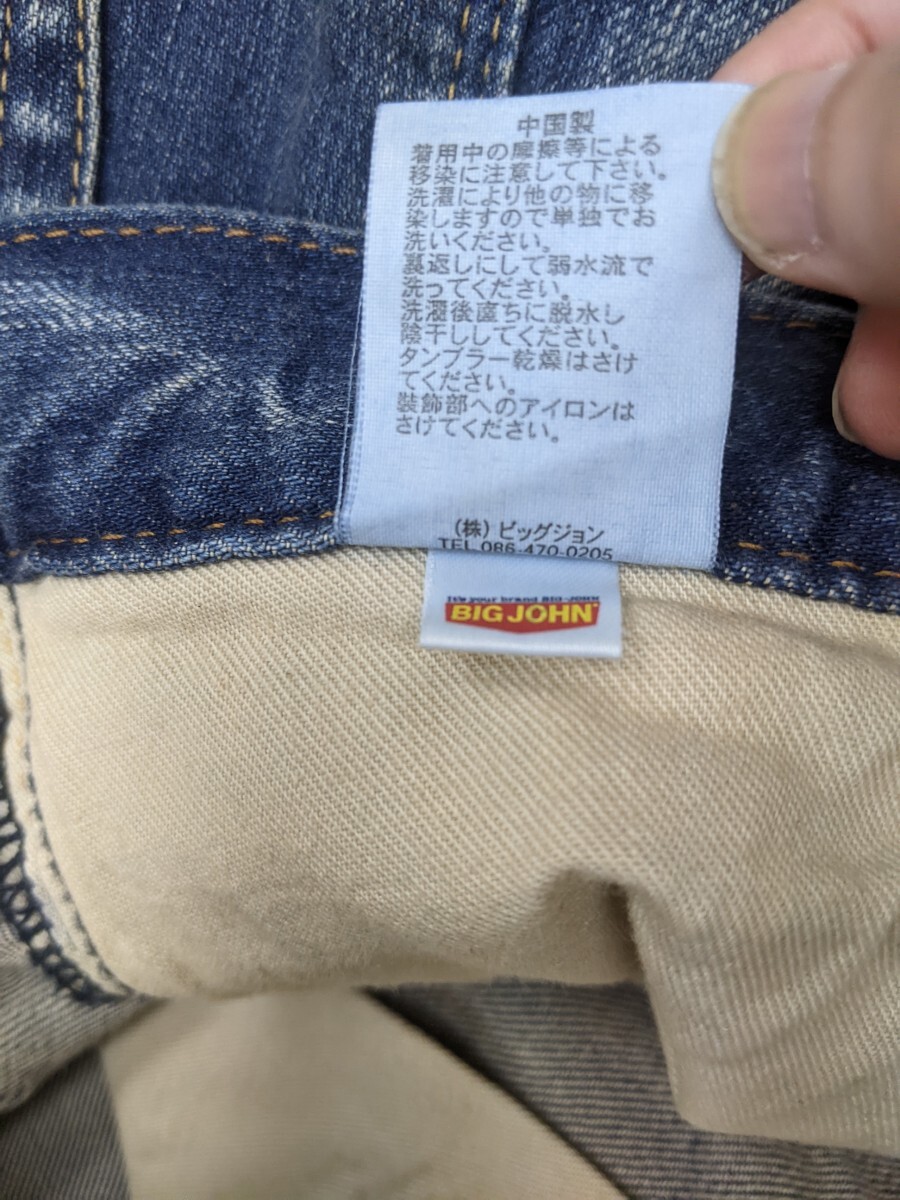 中国製
着用中の摩擦等による
移染に注意して下さい。
洗濯により他の物に移
染しますので単独でお
洗いください。
裏返しにして弱水流で
洗ってください。
洗濯後直ちに脱水し
陰干ししてください。
タンブラー乾燥はさけ
てください。
装飾部へのアイロンは
さけてください。
(株) ビッグジョン
TEL 086-470-0205
It's your brand BIG-JOHN
BIG JOHN